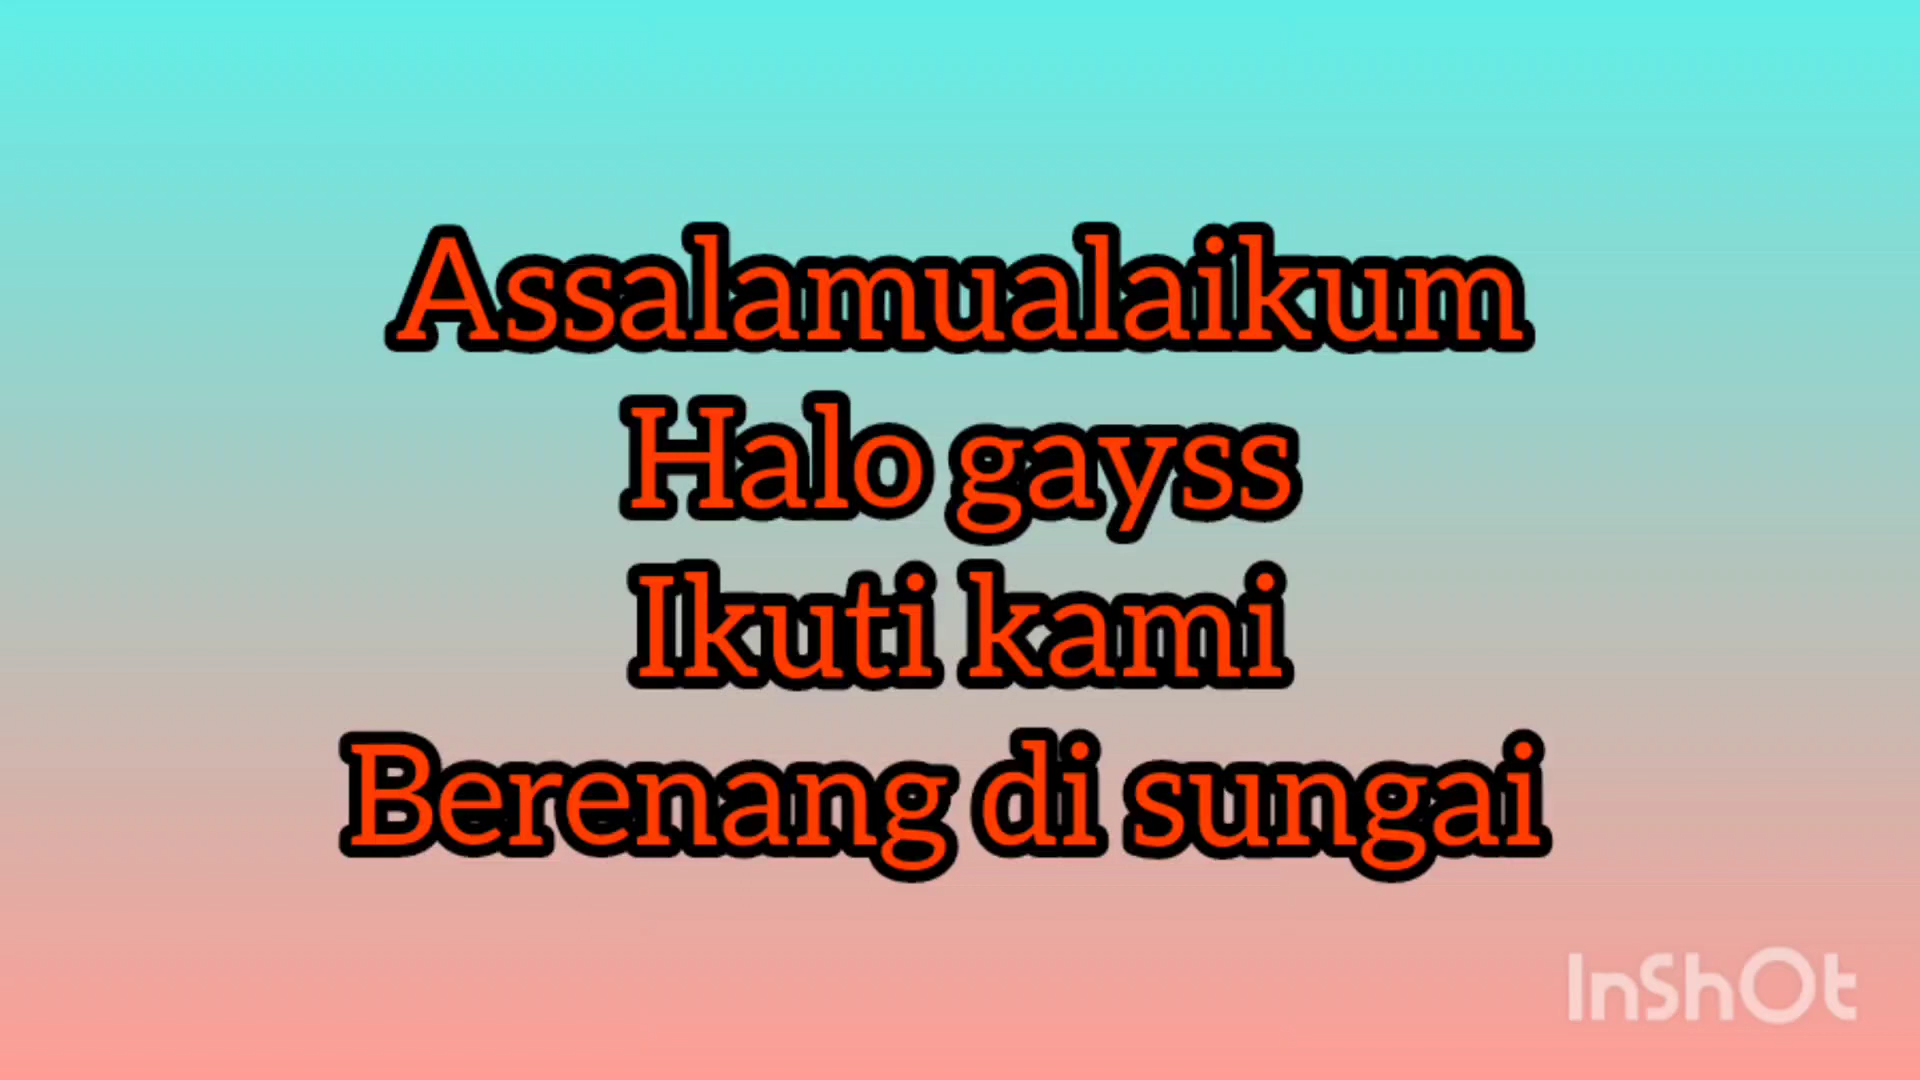 Assalamualaikum
Halo gayss
Ikuti kami
Berenang di sungai
InShOt